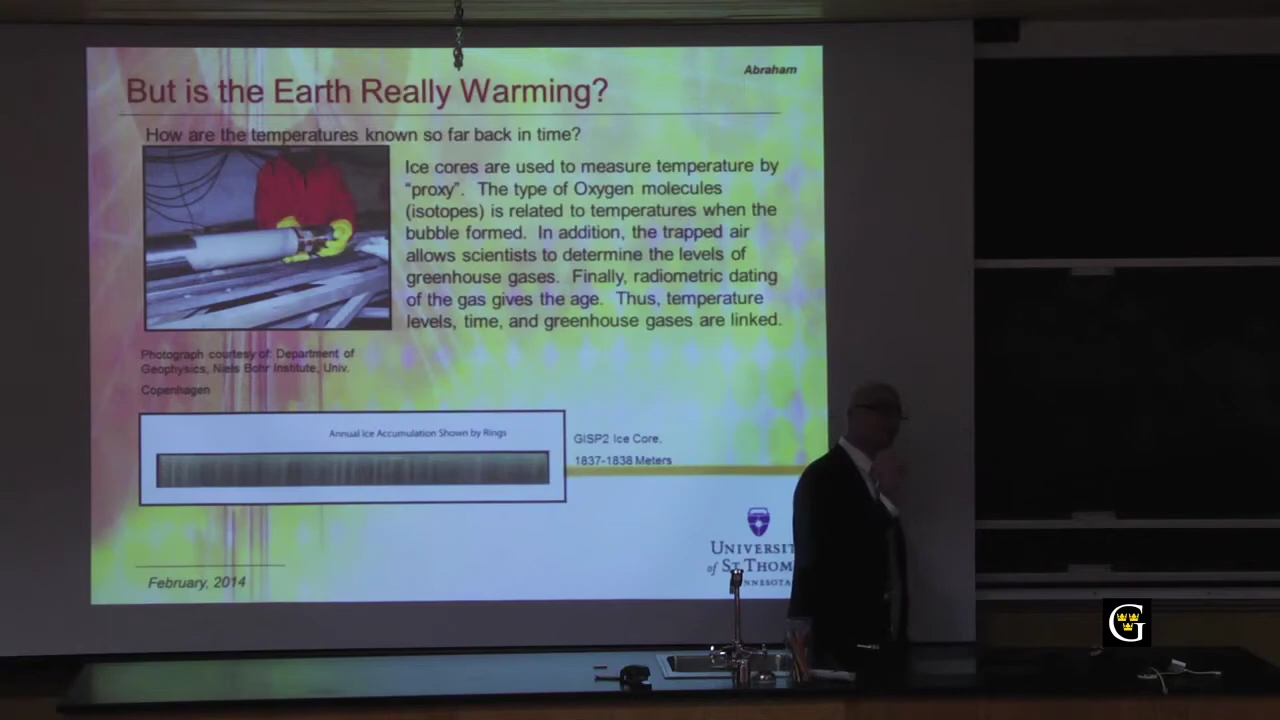 Abraham
But is the Earth Really Warming?
How are the temperatures known so far back in time?
Ice cores are used to measure temperature by
“proxy”. The type of Oxygen molecules
(isotopes) is related to temperatures when the
bubble formed. In addition, the trapped air
allows scientists to determine the levels of
greenhouse gases. Finally, radiometric dating
of the gas gives the age. Thus, temperature
levels, time, and greenhouse gases are linked.
Photograph courtesy of: Department of
Geophysics, Niels Bohr Institute, Univ.
Copenhagen
Annual Ice Accumulation Shown by Rings
GISP2 Ice Core,
1837-1838 Meters
UNIVERSIT
of ST.THOM
NNESOTA
February, 2014
G